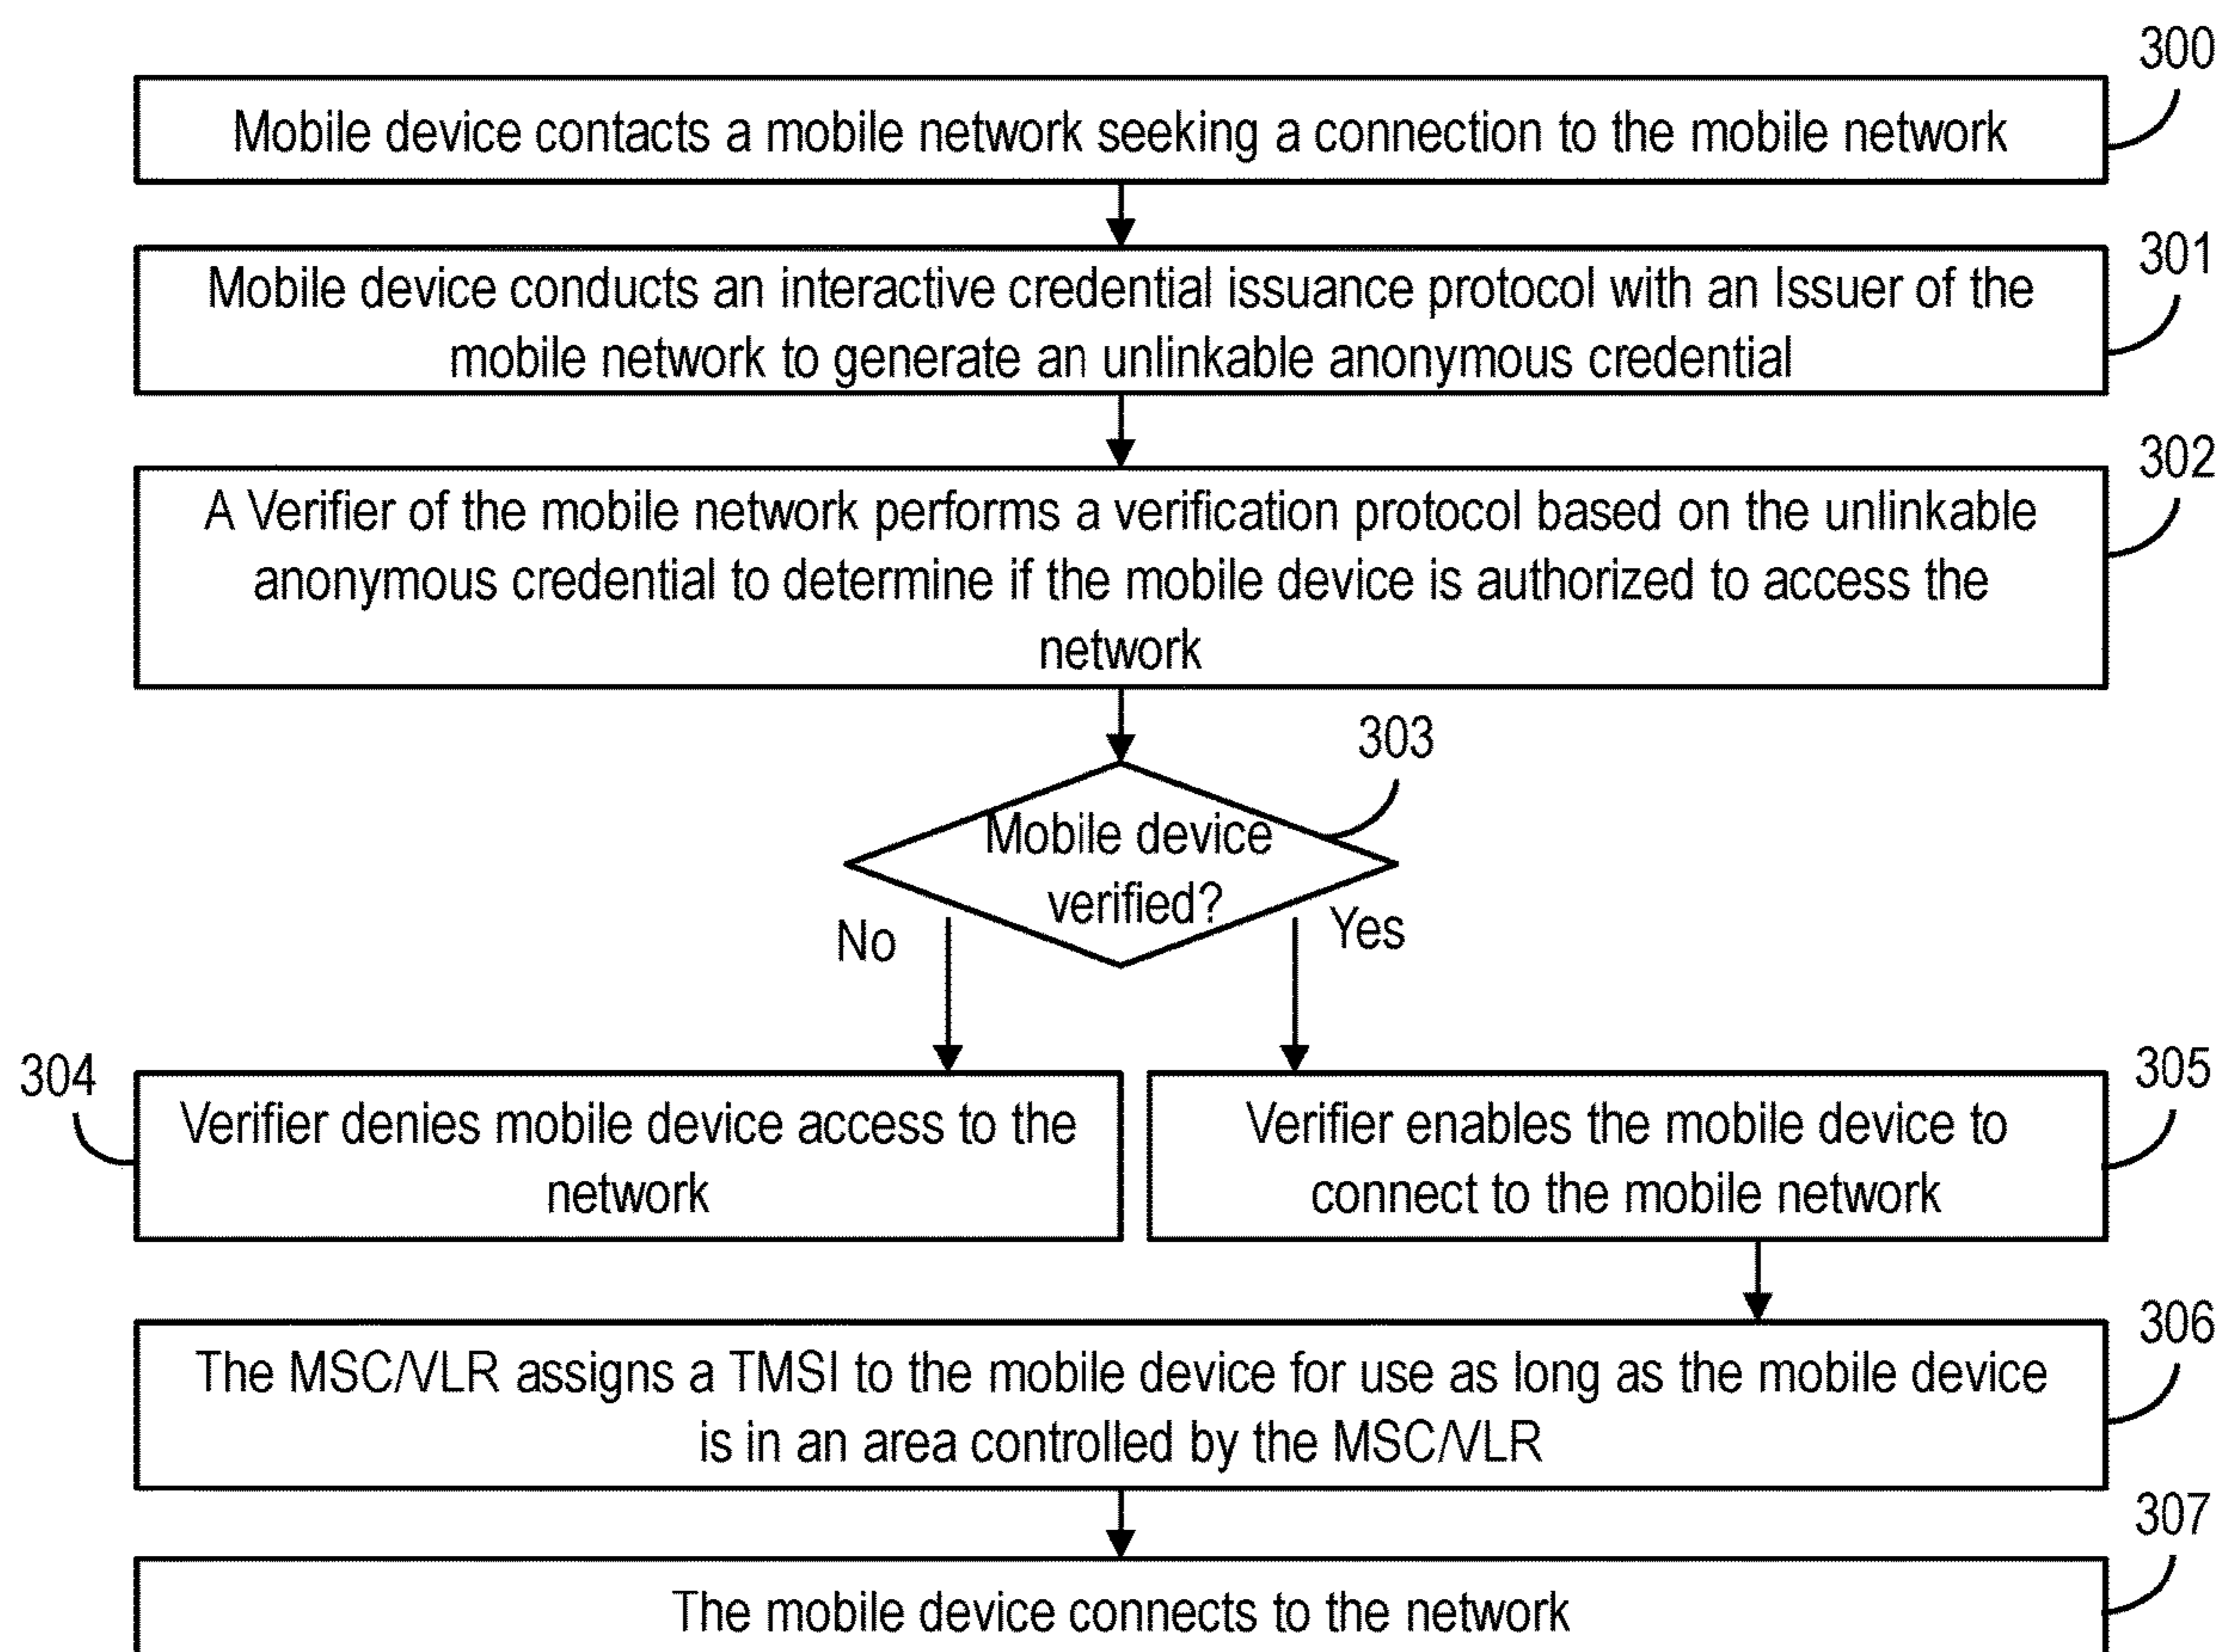 300
Mobile device contacts a mobile network seeking a connection to the mobile network
301
Mobile device conducts an interactive credential issuance protocol with an Issuer of the
mobile network to generate an unlinkable anonymous credential
302
A Verifier of the mobile network performs a verification protocol based on the unlinkable
anonymous credential to determine if the mobile device is authorized to access the
network
303
Mobile device
verified?
No
Yes
304
Verifier denies mobile device access to the
network
305
Verifier enables the mobile device to
connect to the mobile network
306
The MSC/VLR assigns a TMSI to the mobile device for use as long as the mobile device
is in an area controlled by the MSC/VLR
307
The mobile device connects to the network